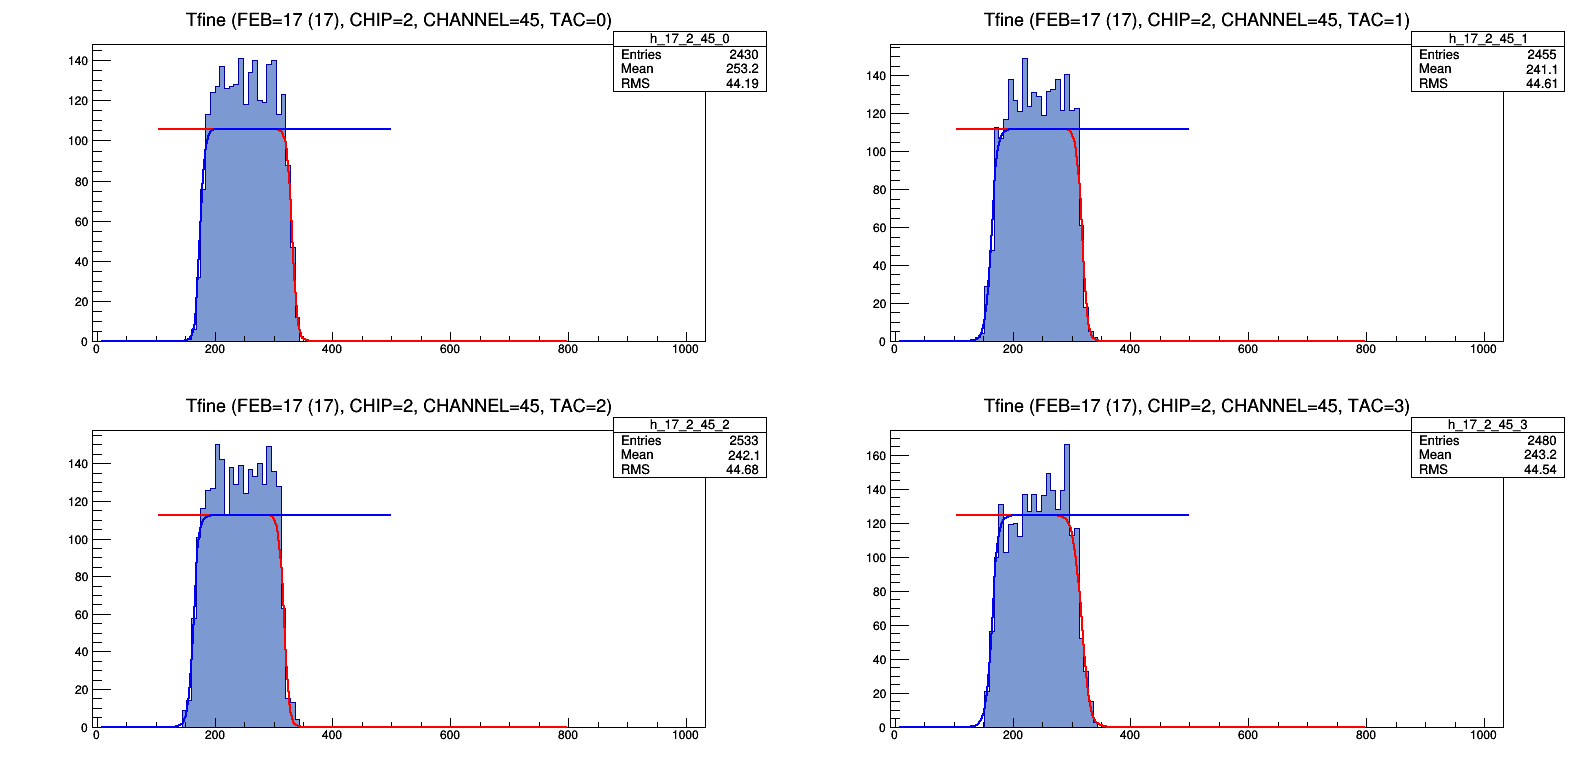 Tfine (FEB=17 (17), CHIP=2, CHANNEL=45, TAC=0)
h_17_2_45_0
Entries 2430
Mean 253.2
RMS 44.19
140
120
100
80
60
40
20
0
0 200 400 600 800 1000
Tfine (FEB=17 (17), CHIP=2, CHANNEL=45, TAC=1)
h_17_2_45_1
Entries 2455
Mean 241.1
RMS 44.61
140
120
100
80
60
40
20
0
0 200 400 600 800 1000
Tfine (FEB=17 (17), CHIP=2, CHANNEL=45, TAC=2)
h_17_2_45_2
Entries 2533
Mean 242.1
RMS 44.68
140
120
100
80
60
40
20
0
0 200 400 600 800 1000
Tfine (FEB=17 (17), CHIP=2, CHANNEL=45, TAC=3)
h_17_2_45_3
Entries 2480
Mean 243.2
RMS 44.54
160
140
120
100
80
60
40
20
0
0 200 400 600 800 1000